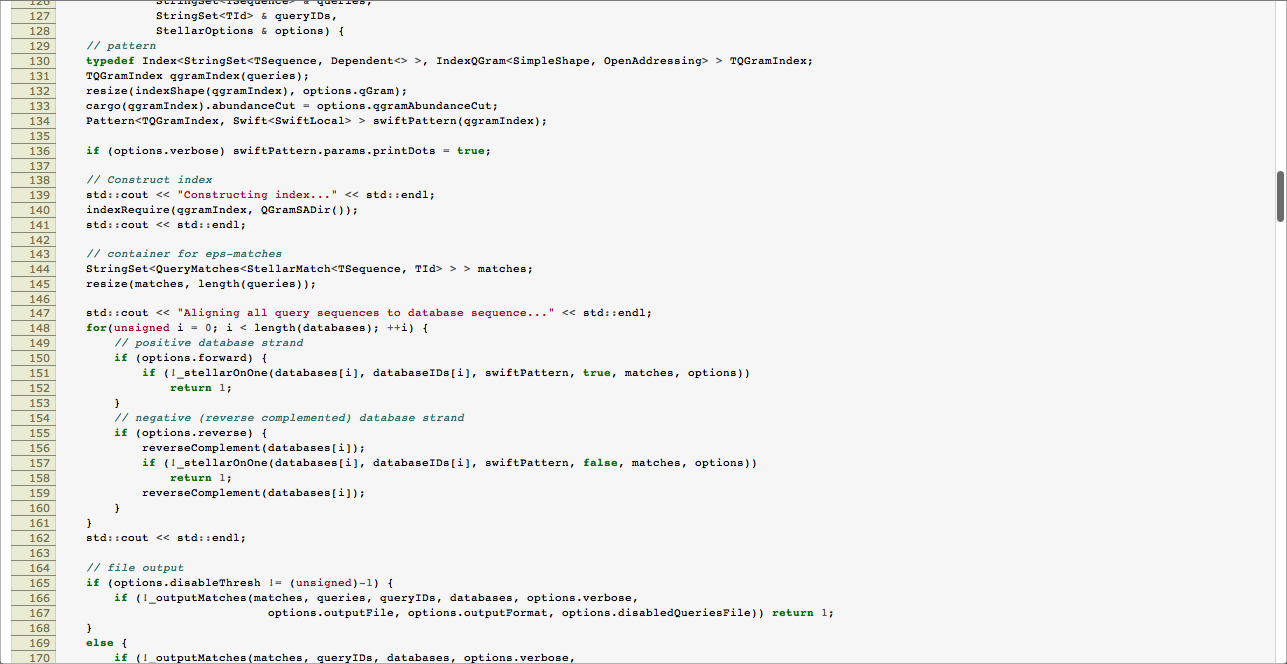 126 StringSet<TSequence> & queries,
127 StringSet<TId> & queryIDs,
128 StellarOptions & options) {
129 // pattern
130 typedef Index<StringSet<TSequence, Dependent<> >, IndexQGram<SimpleShape, OpenAddressing> > TQGramIndex;
131 TQGramIndex qgramIndex(queries);
132 resize(indexShape(qgramIndex), options.qGram);
133 cargo(qgramIndex).abundanceCut = options.qgramAbundanceCut;
134 Pattern<TQGramIndex, Swift<SwiftLocal> > swiftPattern(qgramIndex);
135
136 if (options.verbose) swiftPattern.params.printDots = true;
137
138 // Construct index
139 std::cout << "Constructing index..." << std::endl;
140 indexRequire(qgramIndex, QGramSADir());
141 std::cout << std::endl;
142
143 // container for eps-matches
144 StringSet<QueryMatches<StellarMatch<TSequence, TId> > > matches;
145 resize(matches, length(queries));
146
147 std::cout << "Aligning all query sequences to database sequence..." << std::endl;
148 for(unsigned i = 0; i < length(databases); ++i) {
149 // positive database strand
150 if (options.forward) {
151 if (!_stellarOnOne(databases[i], databaseIDs[i], swiftPattern, true, matches, options))
152 return 1;
153 }
154 // negative (reverse complemented) database strand
155 if (options.reverse) {
156 reverseComplement(databases[i]);
157 if (!_stellarOnOne(databases[i], databaseIDs[i], swiftPattern, false, matches, options))
158 return 1;
159 reverseComplement(databases[i]);
160 }
161 }
162 std::cout << std::endl;
163
164 // file output
165 if (options.disableThresh != (unsigned)-1) {
166 if (!_outputMatches(matches, queries, queryIDs, databases, options.verbose,
167 options.outputFile, options.outputFormat, options.disabledQueriesFile)) return 1;
168 }
169 else {
170 if (!_outputMatches(matches, queryIDs, databases, options.verbose,